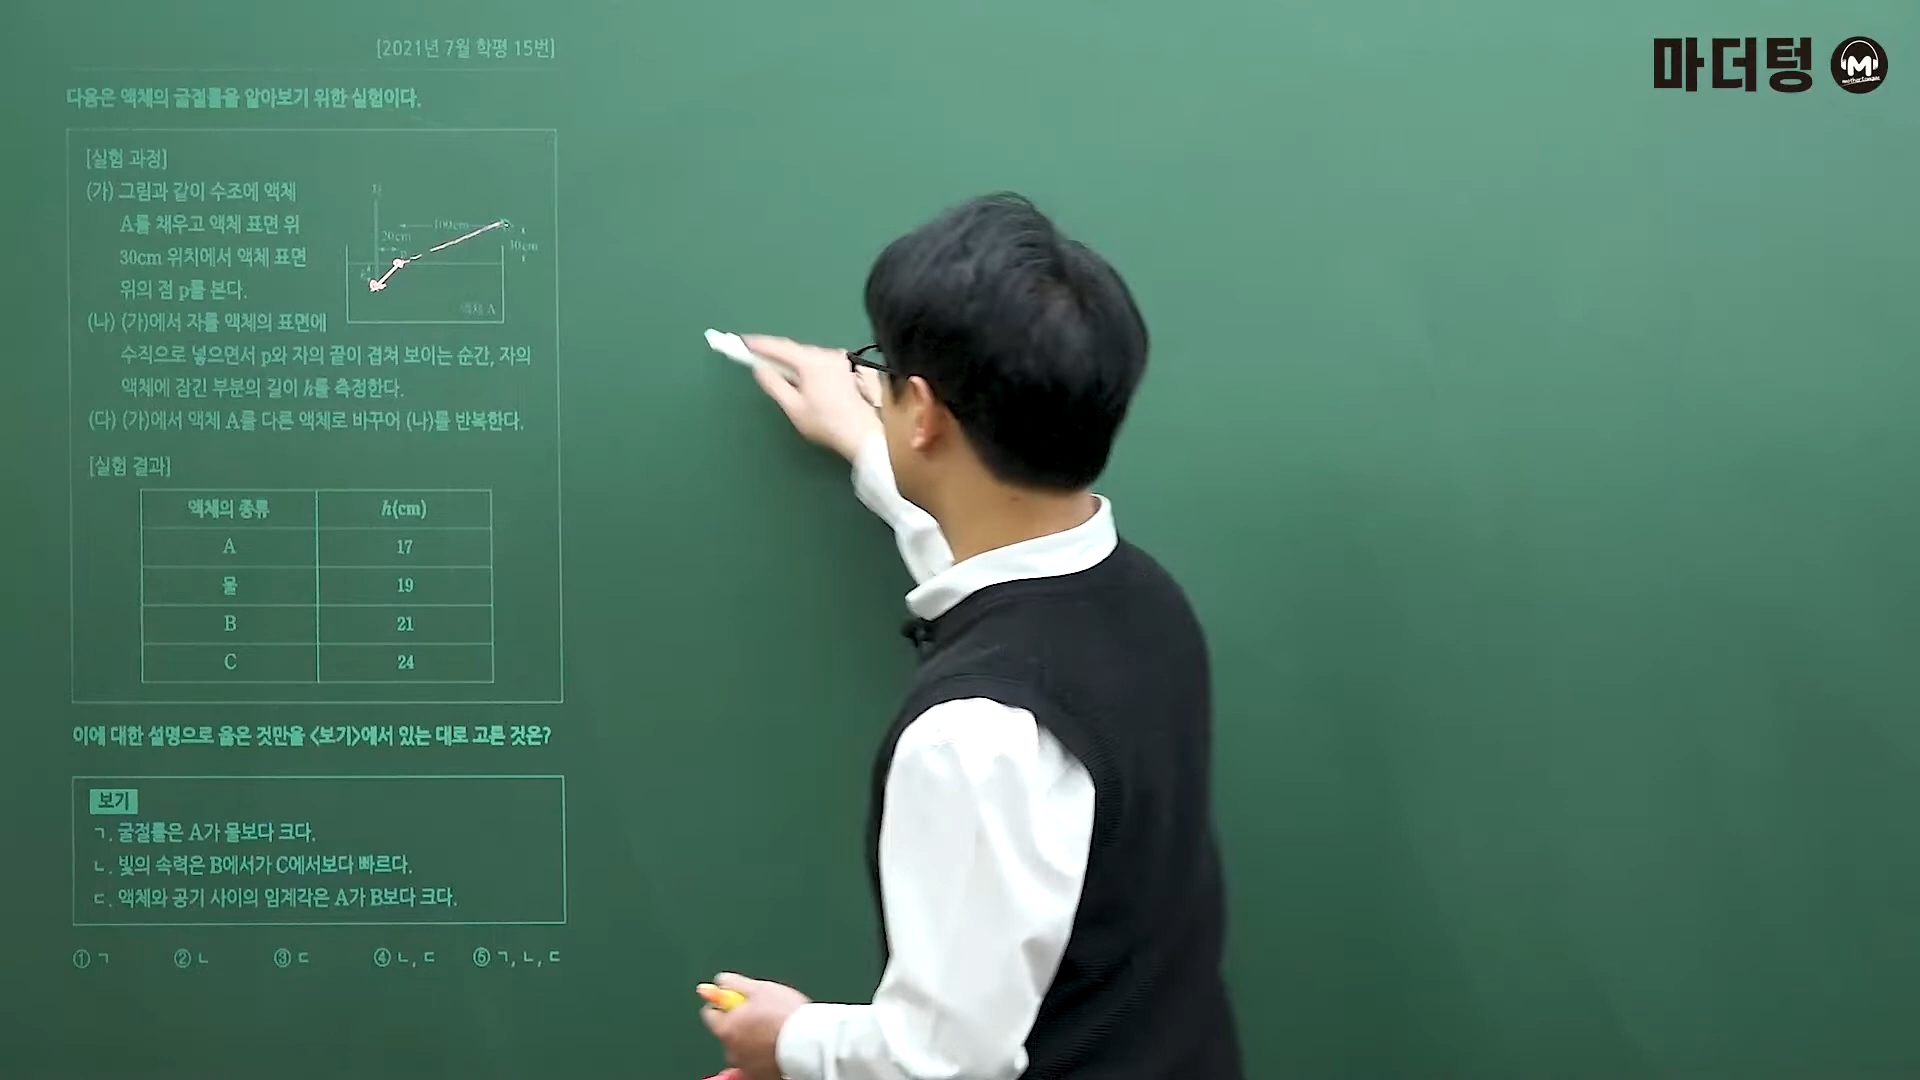 마더텅
[2021년 7월 학평 15번]
다음은 액체의 굴절률을 알아보기 위한 실험이다.
[실험 과정]
(가) 그림과 같이 수조에 액체
A를 채우고 액체 표면 위
30cm 위치에서 액체 표면
위의 점 p를 본다.
100cm
20cm
30cm
액체 A
(나) (가)에서 자를 액체의 표면에
수직으로 넣으면서 p와 자의 끝이 겹쳐 보이는 순간, 자의
액체에 잠긴 부분의 길이 h를 측정한다.
(다) (가)에서 액체 A를 다른 액체로 바꾸어 (나)를 반복한다.
[실험 결과]
액체의 종류 h(cm)
A 17
물 19
B 21
C 24
이에 대한 설명으로 옳은 것만을 <보기>에서 있는 대로 고른 것은?
보기
ㄱ. 굴절률은 A가 물보다 크다.
ㄴ. 빛의 속력은 B에서가 C에서보다 빠르다.
ㄷ. 액체와 공기 사이의 임계각은 A가 B보다 크다.
① ㄱ ② ㄴ ③ ㄷ ④ ㄴ, ㄷ ⑤ ㄱ, ㄴ, ㄷ